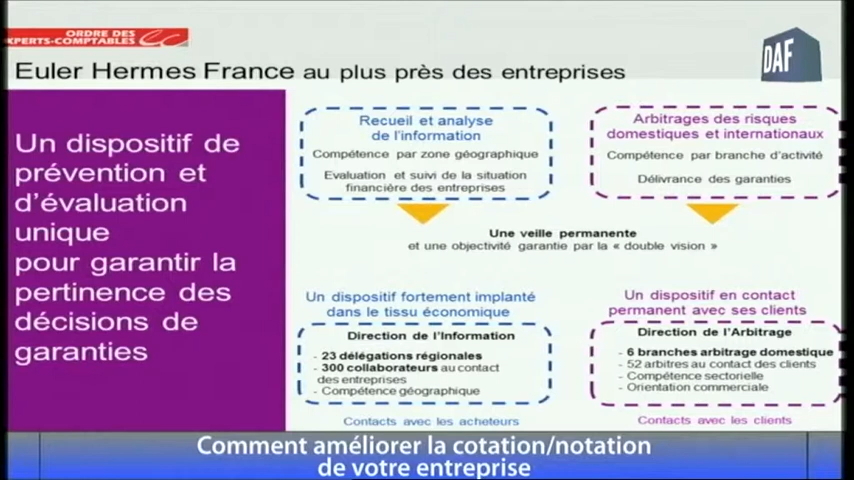 ORDRE DES
EXPERTS-COMPTABLES
DAF
Euler Hermes France au plus près des entreprises
Un dispositif de
prévention et
d'évaluation
unique
pour garantir la
pertinence des
décisions de
garanties
Recueil et analyse
de l'information
Compétence par zone géographique
Evaluation et suivi de la situation
financière des entreprises
Arbitrages des risques
domestiques et internationaux
Compétence par branche d'activité
Délivrance des garanties
Une veille permanente
et une objectivité garantie par la « double vision »
Un dispositif fortement implanté
dans le tissu économique
Direction de l'Information
- 23 délégations régionales
- 300 collaborateurs au contact
des entreprises
- Compétence géographique
Contacts avec les acheteurs
Un dispositif en contact
permanent avec ses clients
Direction de l'Arbitrage
- 6 branches arbitrage domestique
- 52 arbitres au contact des clients
- Compétence sectorielle
- Orientation commerciale
Contacts avec les clients
Comment améliorer la cotation/notation
de votre entreprise